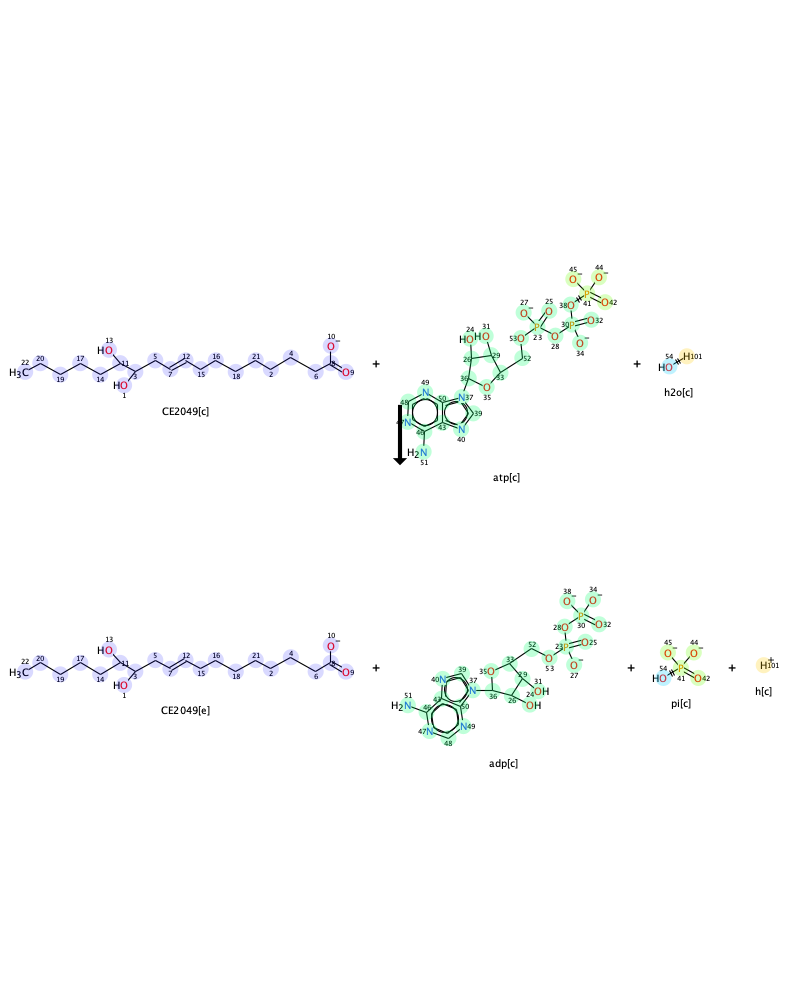 45 44
O− O−
P
38 O 41 O 42
27 25
O− O
24 31
HO HO
53 O P 23 O 28
30 P O 32
O− 34
13
HO
10
O−
22 H3C 20 19 17 14 11 3 5 7 12 15 16 18 21 2 4 6 8 O 9
HO
1
+
26 29 52
36 33
O
35
49
N
48 50 N 37 39
47 N 46 43 N
40
H2N
51
+
54
HO H 101
CE2049[c]
atp[c]
h2o[c]
38 34
O− O−
28 O P 30 O 32
52
23 P O 25
O 53
O−
27
13
HO
10
O−
22 H3C 20 19 17 14 11 3 5 7 12 15 16 18 21 2 4 6 8 O 9
HO
1
+
33
35 O 29 31 OH
39
40 N N 37
36 26 24 OH
51
H2N 46 43 50
47 N N 49
48
+
45 44
O− O−
54
HO P O 42
41
+
H+ 101
CE2049[e]
adp[c]
pi[c]
h[c]